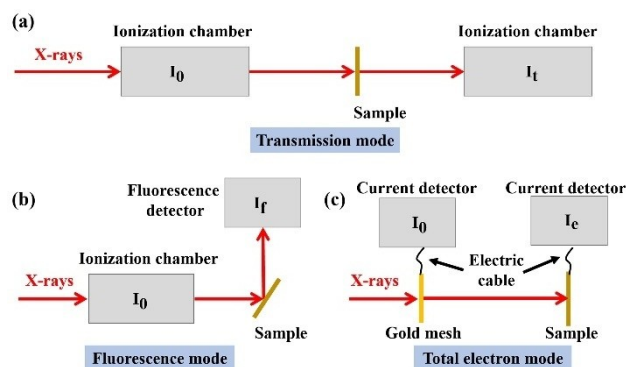 (a)
Ionization chamber
Ionization chamber
X-rays
I0
It
Sample
Transmission mode
(b)
Fluorescence
detector
If
Ionization chamber
X-rays
I0
Sample
Fluorescence mode
(c)
Current detector
Current detector
I0
Ie
Electric
cable
X-rays
Gold mesh
Sample
Total electron mode